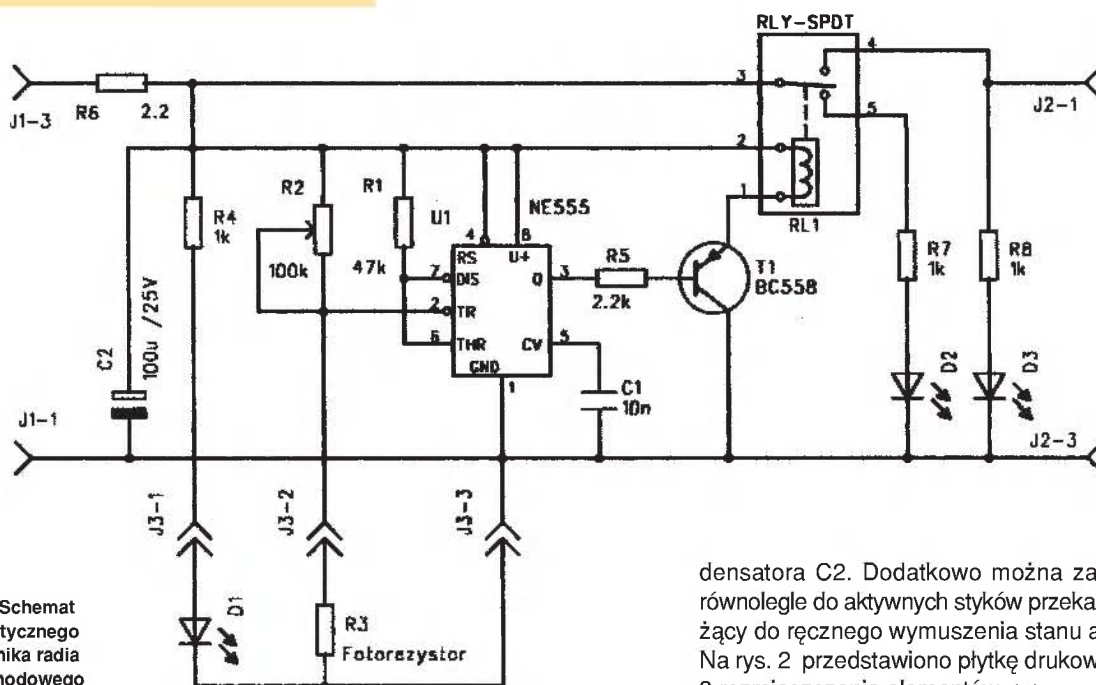 RLY-SPDT
4
3
J1-3
R6
2.2
5
J2-1
2
R2
R1
U1
NE555
1
RL1
R4
1k
4
8
RS
U+
100k
47k
7
DIS
Q
3
R5
2.2k
T1
BC558
R7
1k
R8
1k
2
TR
6
THR
CV
5
GND
1
C2
100u /25V
C1
10n
D2
D3
J1-1
J2-3
J3-1
J3-2
J3-3
D1
R3
Fotorezystor
Schemat
tycznego
nika radia
hodowego
densatora C2. Dodatkowo można za
równolegle do aktywnych styków przeka
żący do ręcznego wymuszenia stanu a
Na rys. 2 przedstawiono płytkę drukow